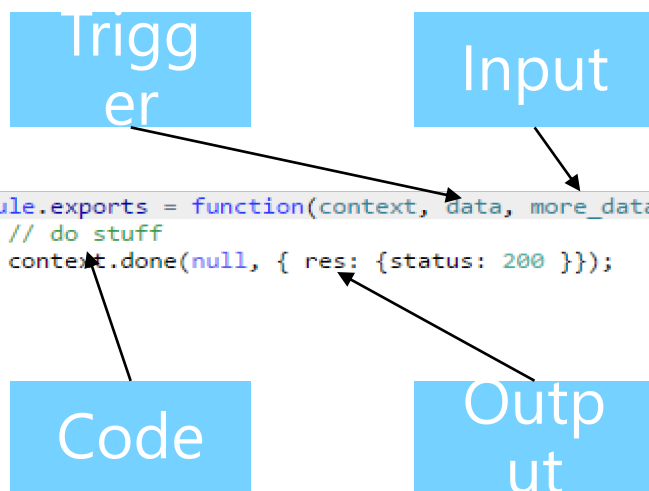 Trigg
er
Input
ule.exports = function(context, data, more_data
// do stuff
context.done(null, { res: {status: 200 }});
Code
Outp
ut